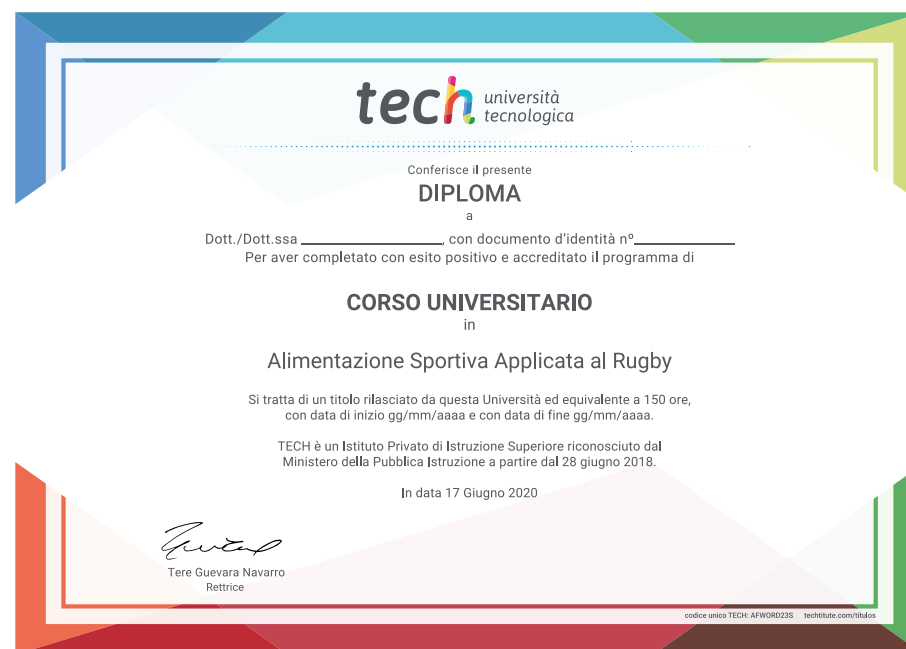 tech università
tecnologica
Conferisce il presente
DIPLOMA
a
Dott./Dott.ssa ____________________, con documento d'identità nº______________
Per aver completato con esito positivo e accreditato il programma di
CORSO UNIVERSITARIO
in
Alimentazione Sportiva Applicata al Rugby
Si tratta di un titolo rilasciato da questa Università ed equivalente a 150 ore,
con data di inizio gg/mm/aaaa e con data di fine gg/mm/aaaa.
TECH è un Istituto Privato di Istruzione Superiore riconosciuto dal
Ministero della Pubblica Istruzione a partire dal 28 giugno 2018.
In data 17 Giugno 2020
Tere Guevara Navarro
Rettrice
codice unico TECH: AFWORD23S techtitute.com/titulos